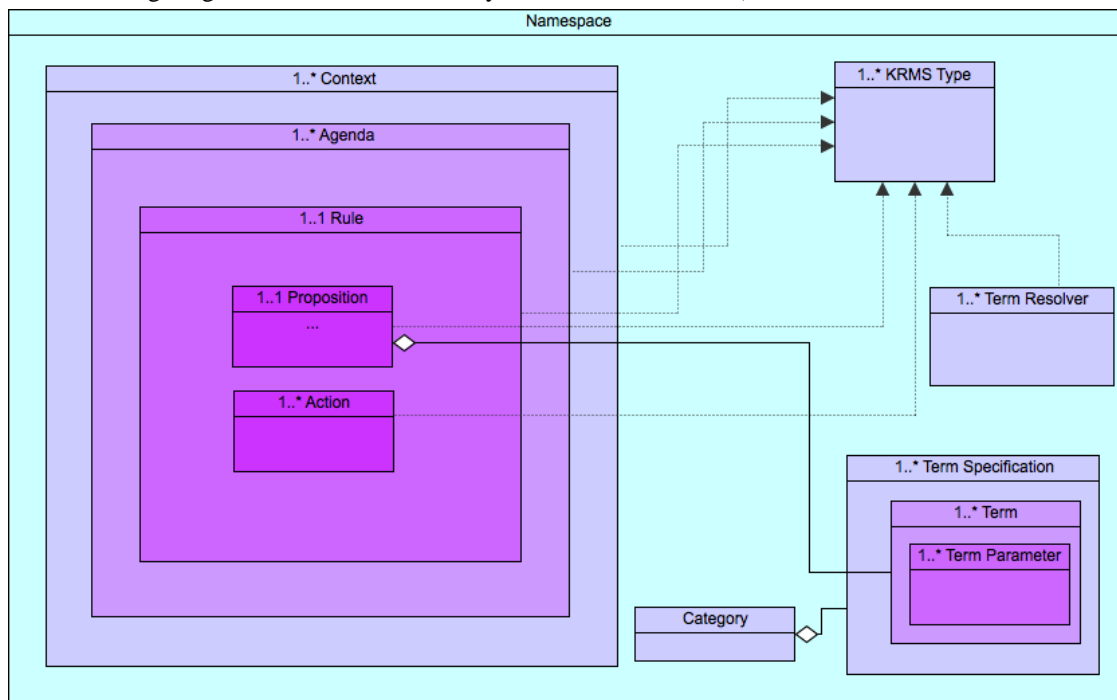 Namespace
1..* Context
1..* KRMS Type
1..* Agenda
1..1 Rule
1..1 Proposition
...
1..* Term Resolver
1..* Action
1..* Term Specification
1..* Term
1..* Term Parameter
Category